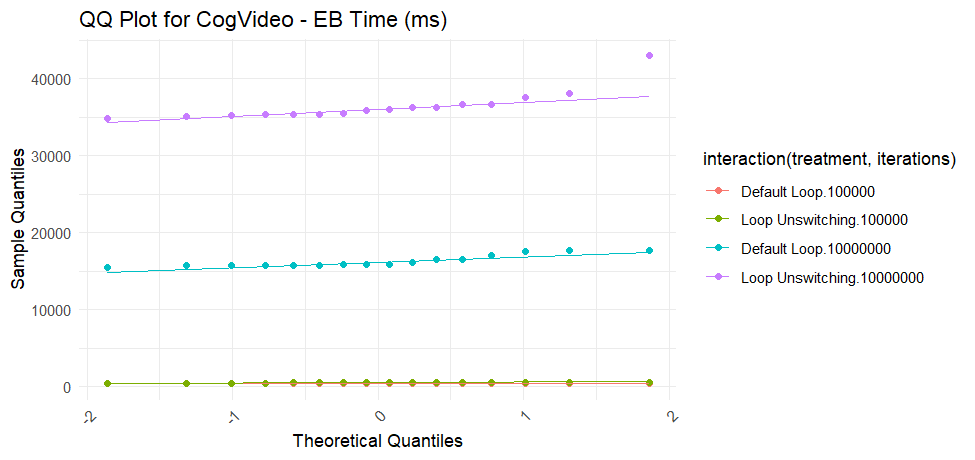 QQ Plot for CogVideo - EB Time (ms)
40000
30000
20000
10000
0
Sample Quantiles
-2
-1
0
1
2
Theoretical Quantiles
interaction(treatment, iterations)
Default Loop.100000
Loop Unswitching.100000
Default Loop.10000000
Loop Unswitching.10000000